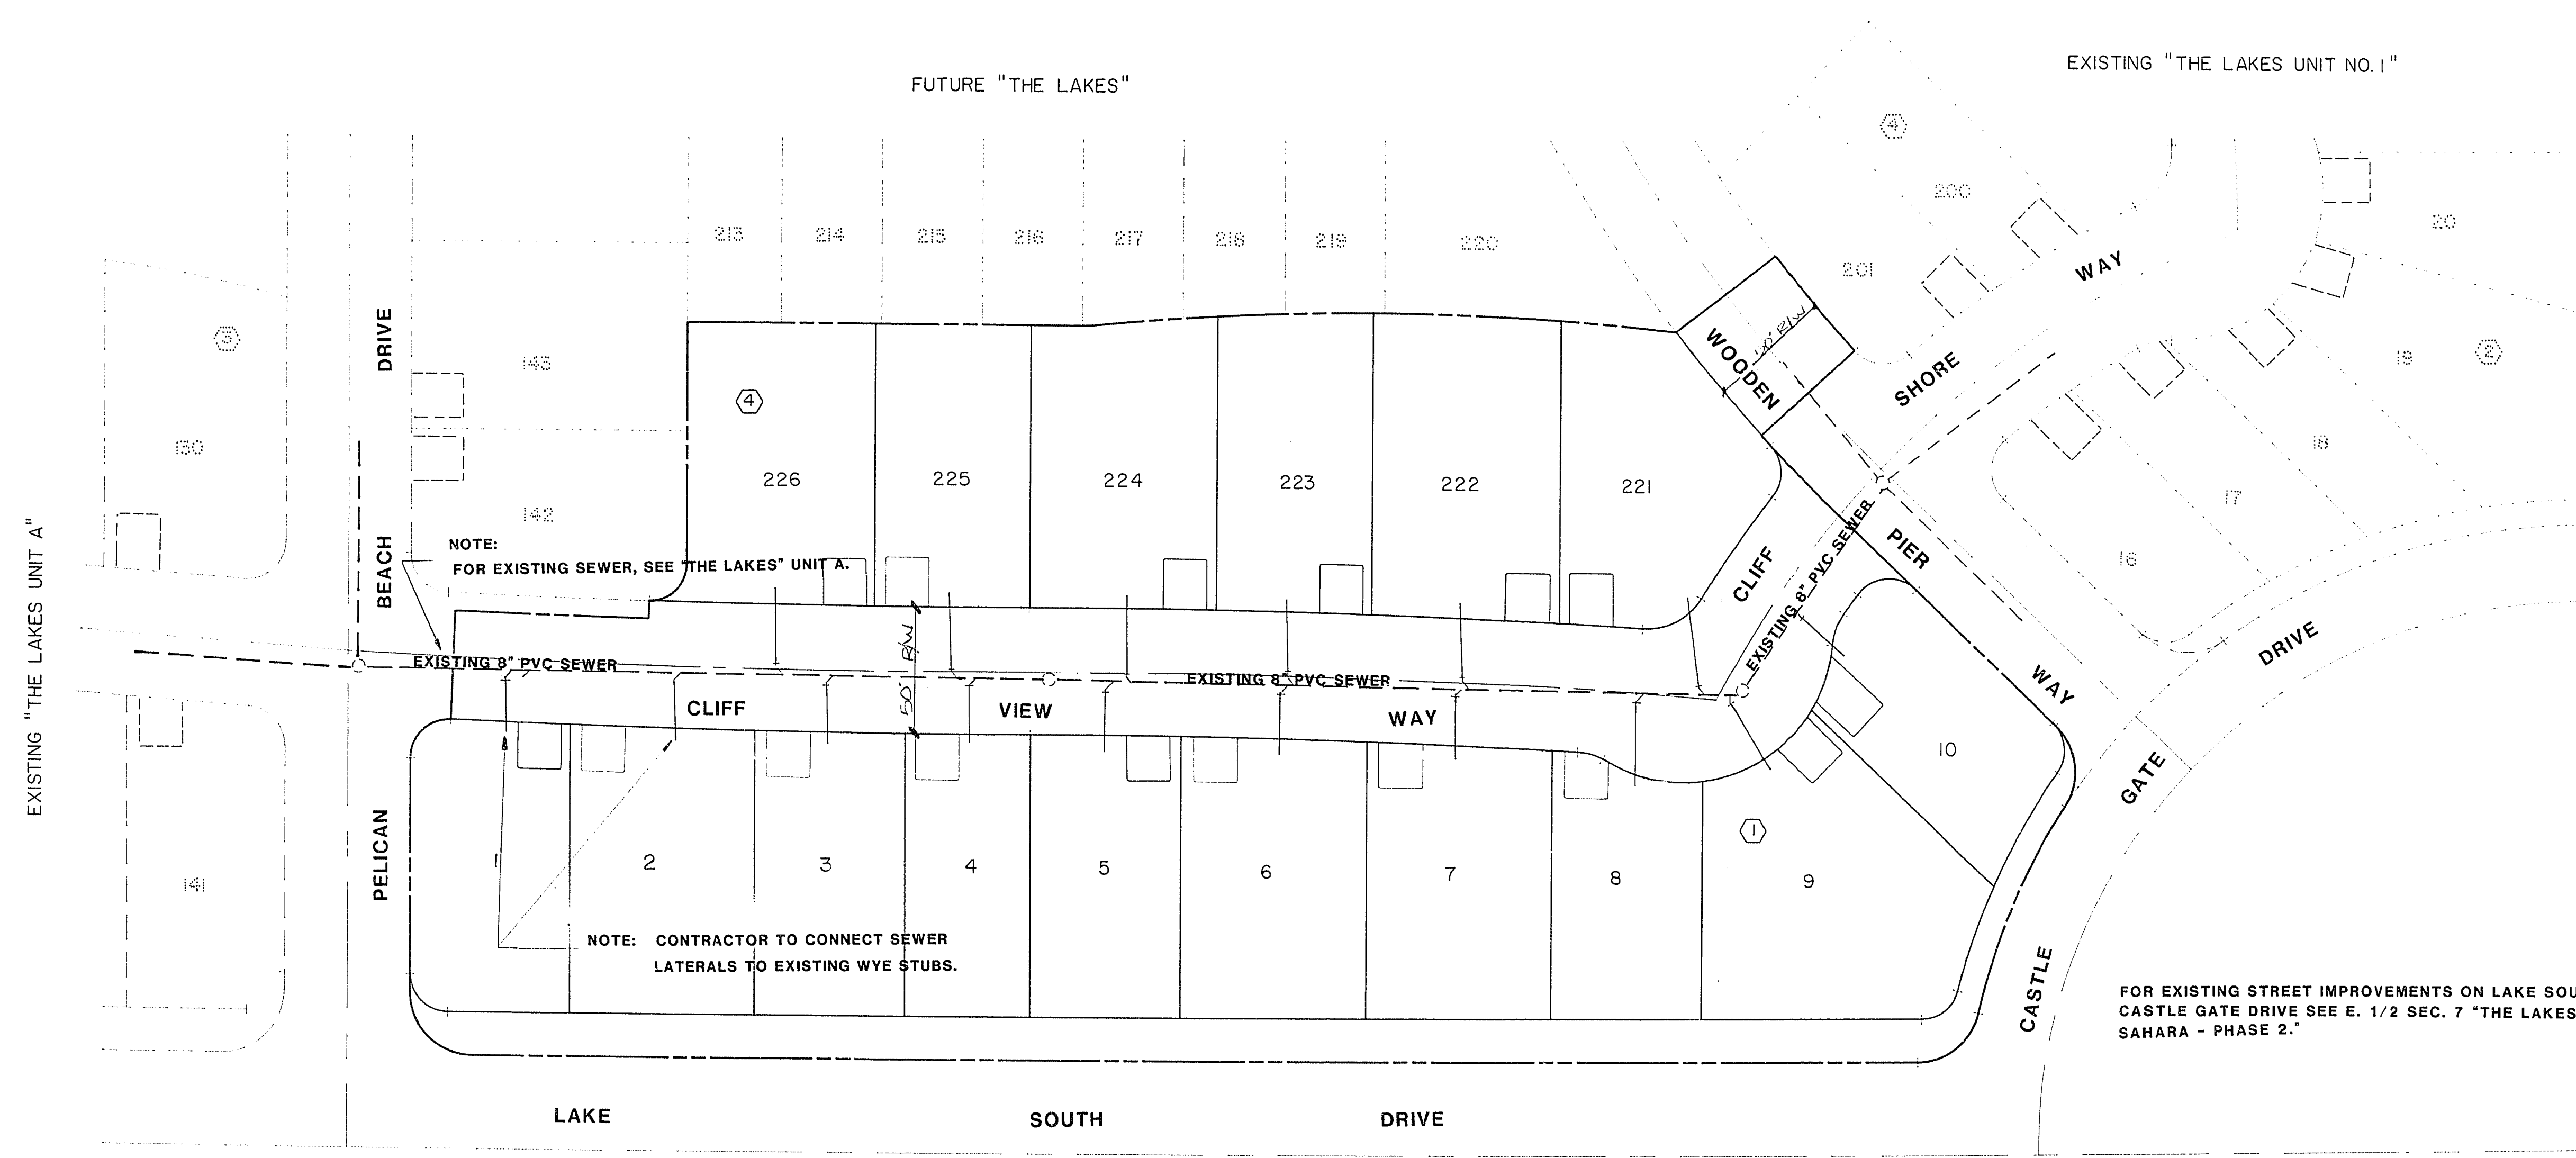 FUTURE "THE LAKES"
EXISTING "THE LAKES UNIT NO. 1"
4
200
201
20
213
214
215
216
217
218
219
220
WAY
SHORE
19
2
18
17
16
3
130
DRIVE
143
142
BEACH
EXISTING "THE LAKES UNIT A"
4
226
225
224
223
222
221
WOODEN
50' R/W
PIER
WAY
CLIFF
EXISTING 8" PVC SEWER
NOTE:
FOR EXISTING SEWER, SEE "THE LAKES" UNIT A.
EXISTING 8" PVC SEWER
EXISTING 8" PVC SEWER
50' R/W
CLIFF
VIEW
WAY
DRIVE
GATE
CASTLE
PELICAN
141
1
2
3
4
5
6
7
8
9
10
1
NOTE: CONTRACTOR TO CONNECT SEWER
LATERALS TO EXISTING WYE STUBS.
FOR EXISTING STREET IMPROVEMENTS ON LAKE SOU
CASTLE GATE DRIVE SEE E. 1/2 SEC. 7 "THE LAKES
SAHARA - PHASE 2."
LAKE
SOUTH
DRIVE